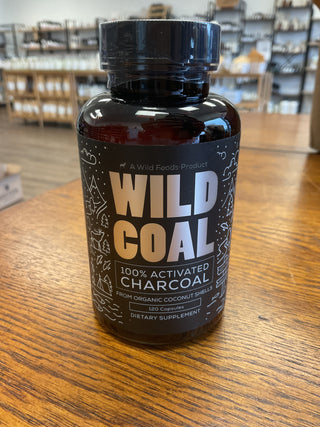 A Wild Foods Product
WILD
COAL
100% ACTIVATED
CHARCOAL
FROM ORGANIC COCONUT SHELLS
120 Capsules
DIETARY SUPPLEMENT